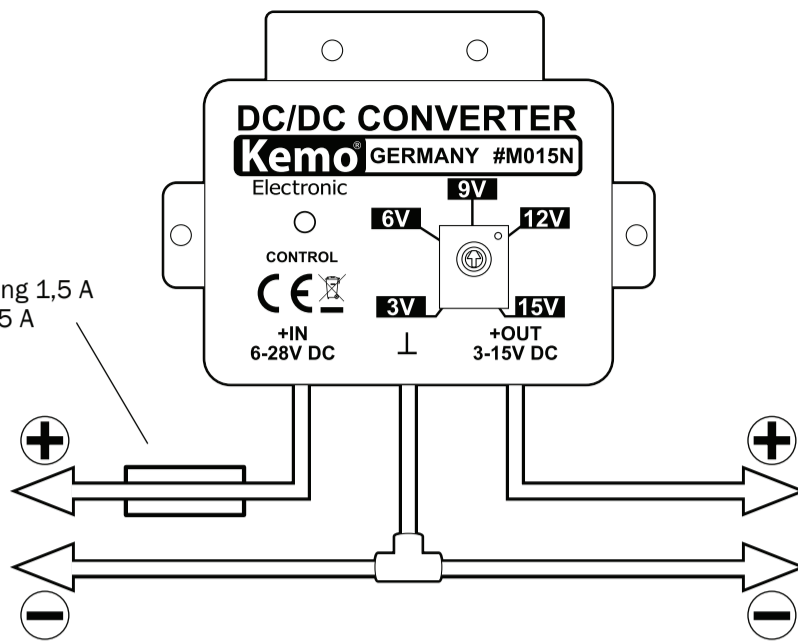 DC/DC CONVERTER
Kemo® GERMANY #M015N
Electronic
9V
6V
12V
CONTROL
CE
3V
15V
ng 1,5 A
5 A
+IN
6-28V DC
+OUT
3-15V DC
+
+
−
−